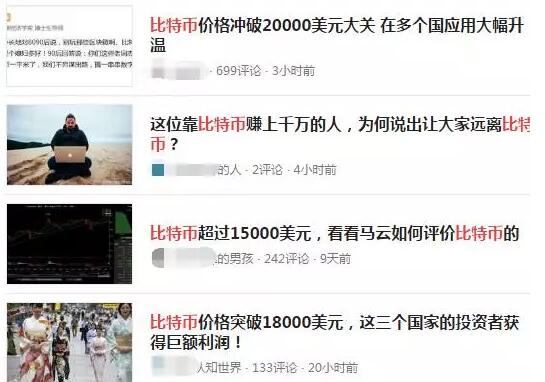 比特币价格冲破20000美元大关 在多个国应用大幅升
温
699评论 · 3小时前
这位靠比特币赚上千万的人，为何说出让大家远离比特
币？
的人 · 2评论 · 4小时前
比特币超过15000美元，看看马云如何评价比特币的
的男孩 · 242评论 · 9天前
比特币价格突破18000美元，这三个国家的投资者获
得巨额利润！
认知世界 · 133评论 · 20小时前